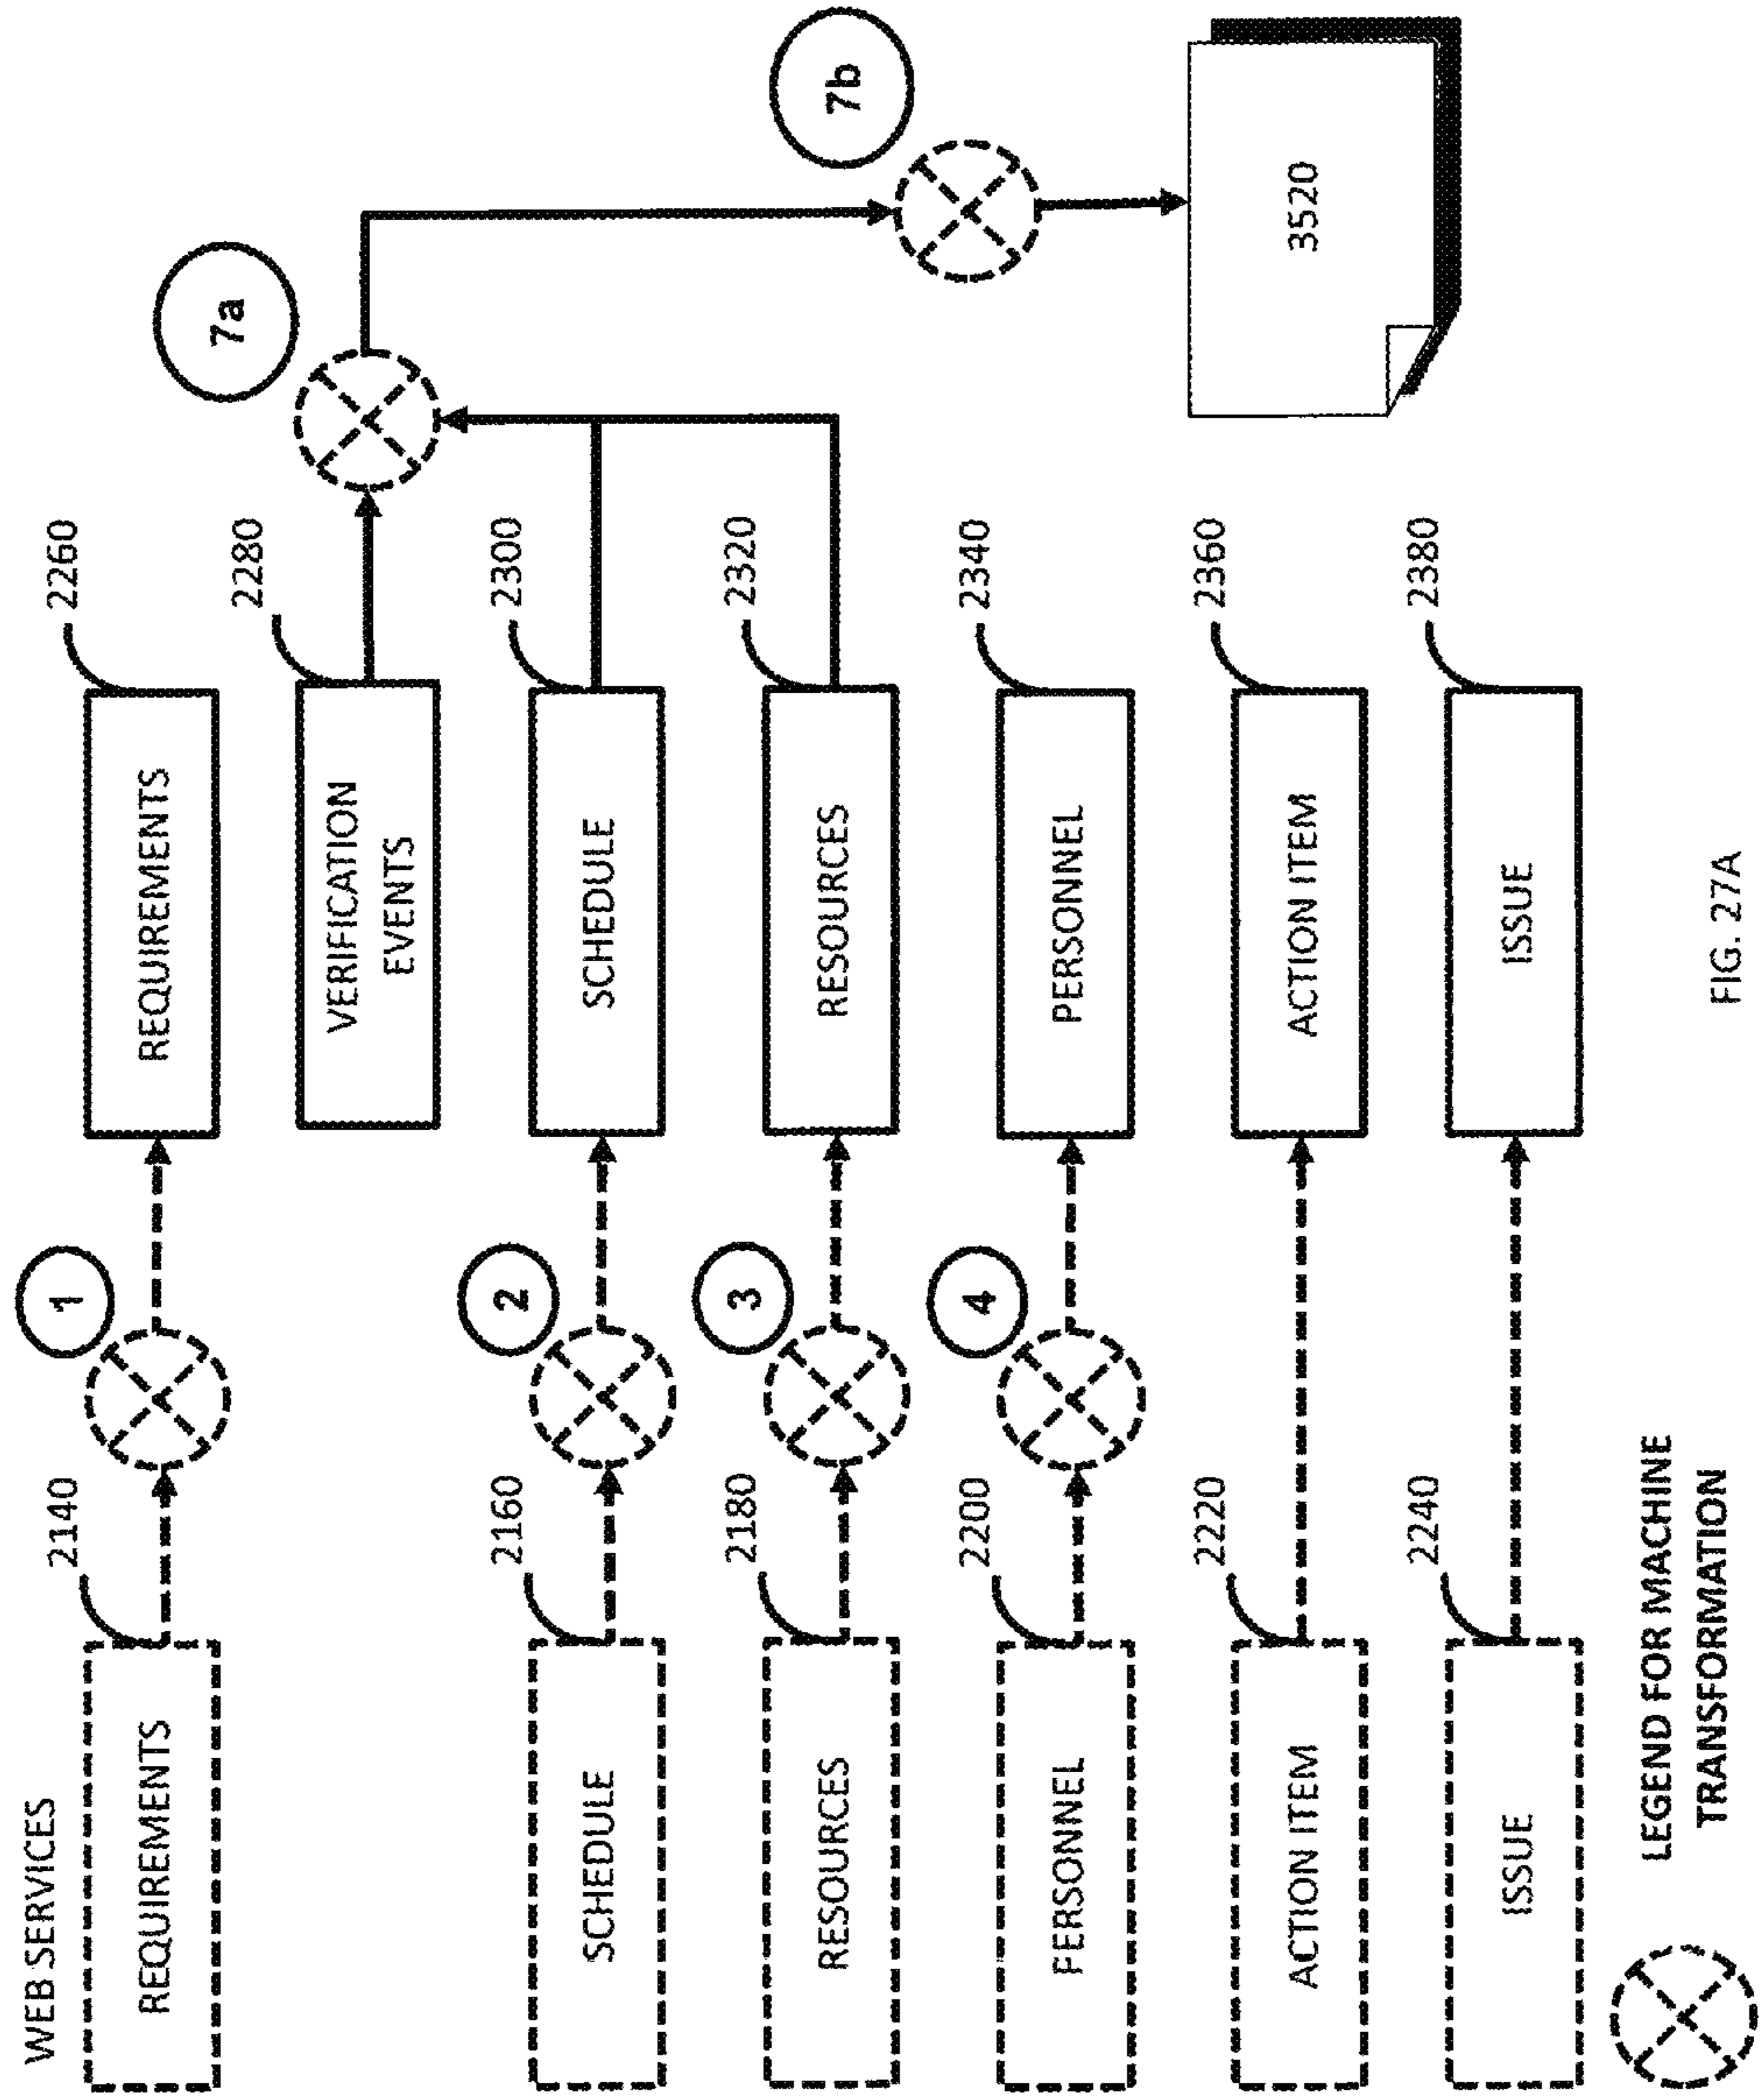 WEB SERVICES
REQUIREMENTS
2140
1
REQUIREMENTS
2260
7a
VERIFICATION
EVENTS
2280
SCHEDULE
2160
2
SCHEDULE
2300
RESOURCES
2180
3
RESOURCES
2320
7b
PERSONNEL
2200
4
PERSONNEL
2340
3520
ACTION ITEM
2220
ACTION ITEM
2360
ISSUE
2240
ISSUE
2380
LEGEND FOR MACHINE
TRANSFORMATION
FIG. 27A